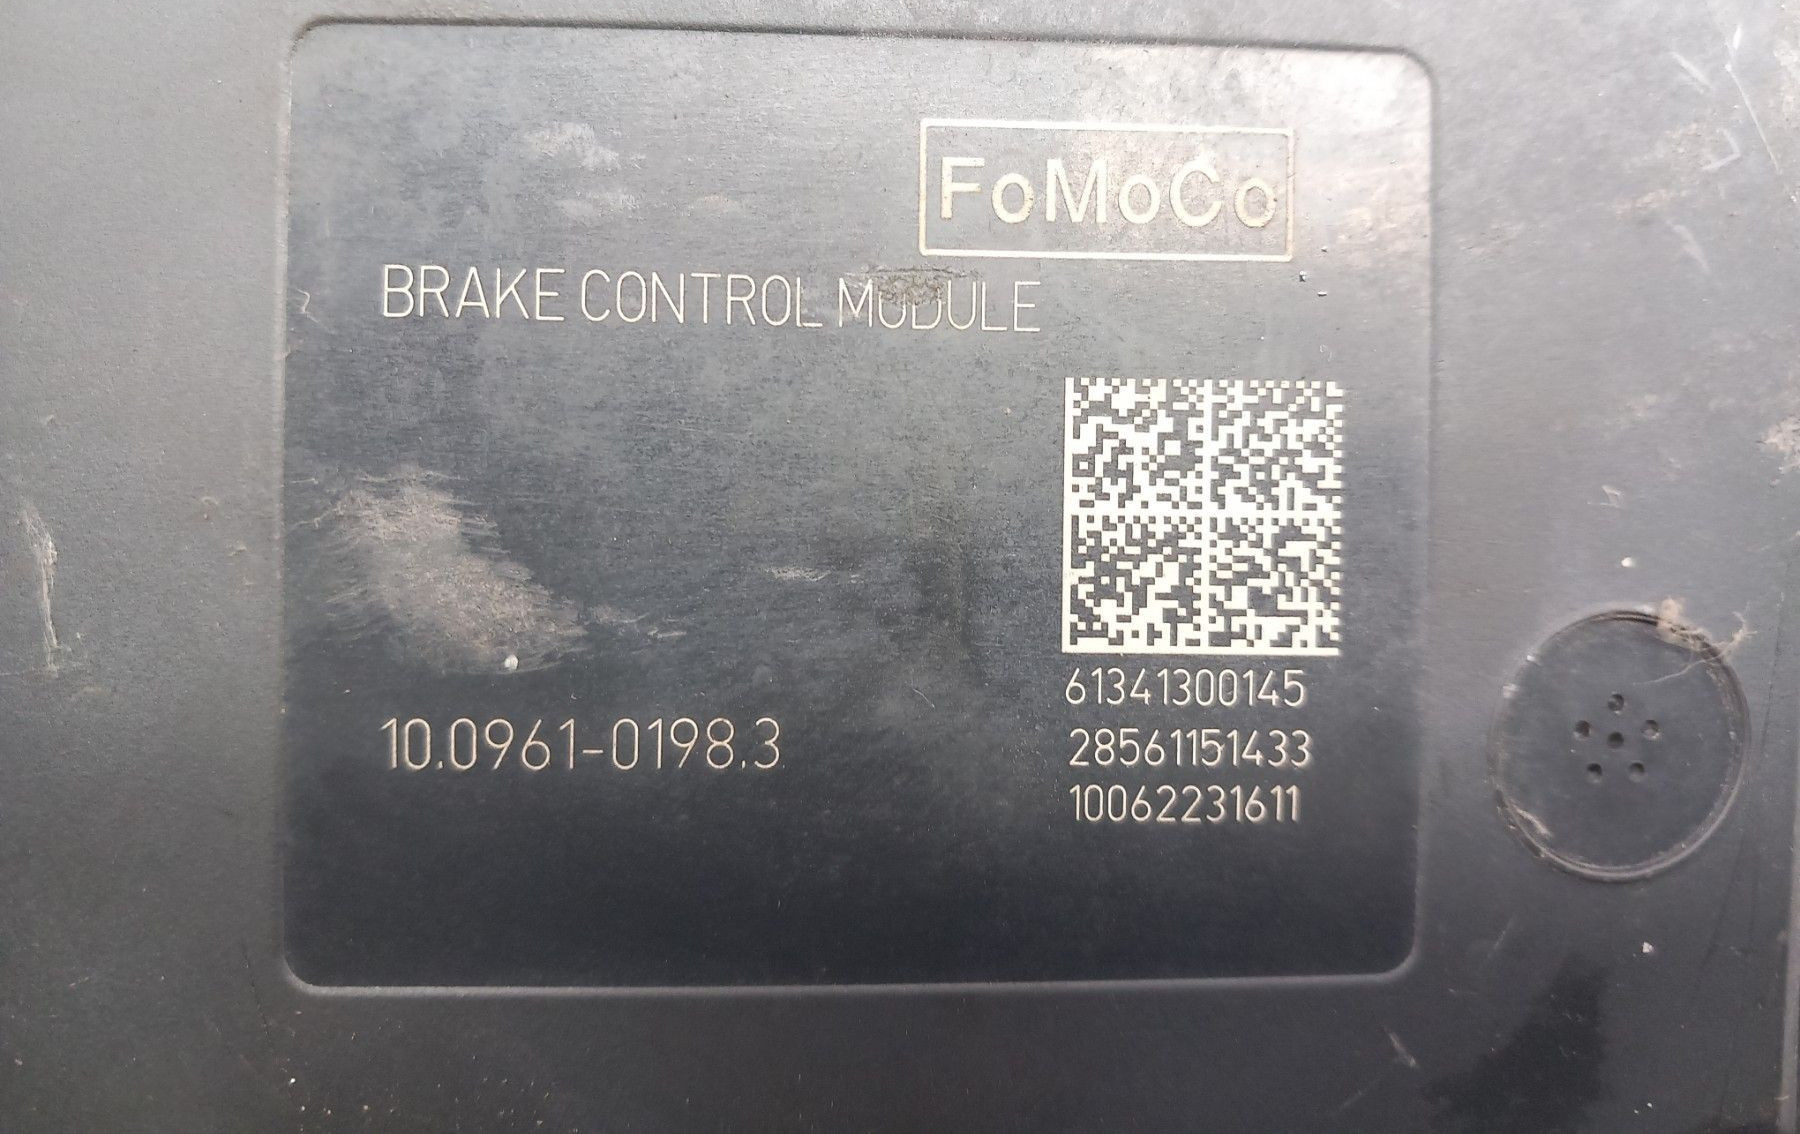 FoMoCo
BRAKE CONTROL MODULE
61341300145
10.0961-0198.3
28561151433
10062231611